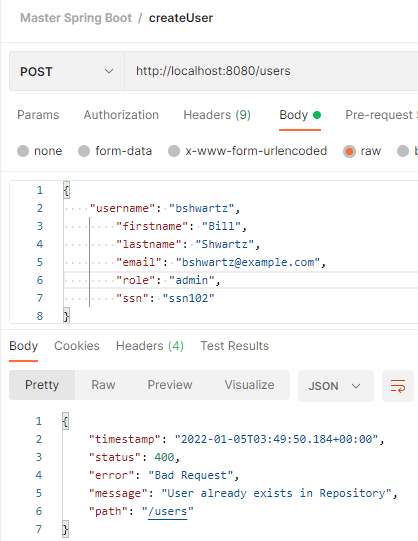 Master Spring Boot / createUser
POST http://localhost:8080/users
Params Authorization Headers (9) Body Pre-request
none form-data x-www-form-urlencoded raw
1 {
2 "username": "bshwartz",
3 "firstname": "Bill",
4 "lastname": "Shwartz",
5 "email": "bshwartz@example.com",
6 "role": "admin",
7 "ssn": "ssn102"
8 }
Body Cookies Headers (4) Test Results
Pretty Raw Preview Visualize JSON
1 {
2 "timestamp": "2022-01-05T03:49:50.184+00:00",
3 "status": 400,
4 "error": "Bad Request",
5 "message": "User already exists in Repository",
6 "path": "/users"
7 }